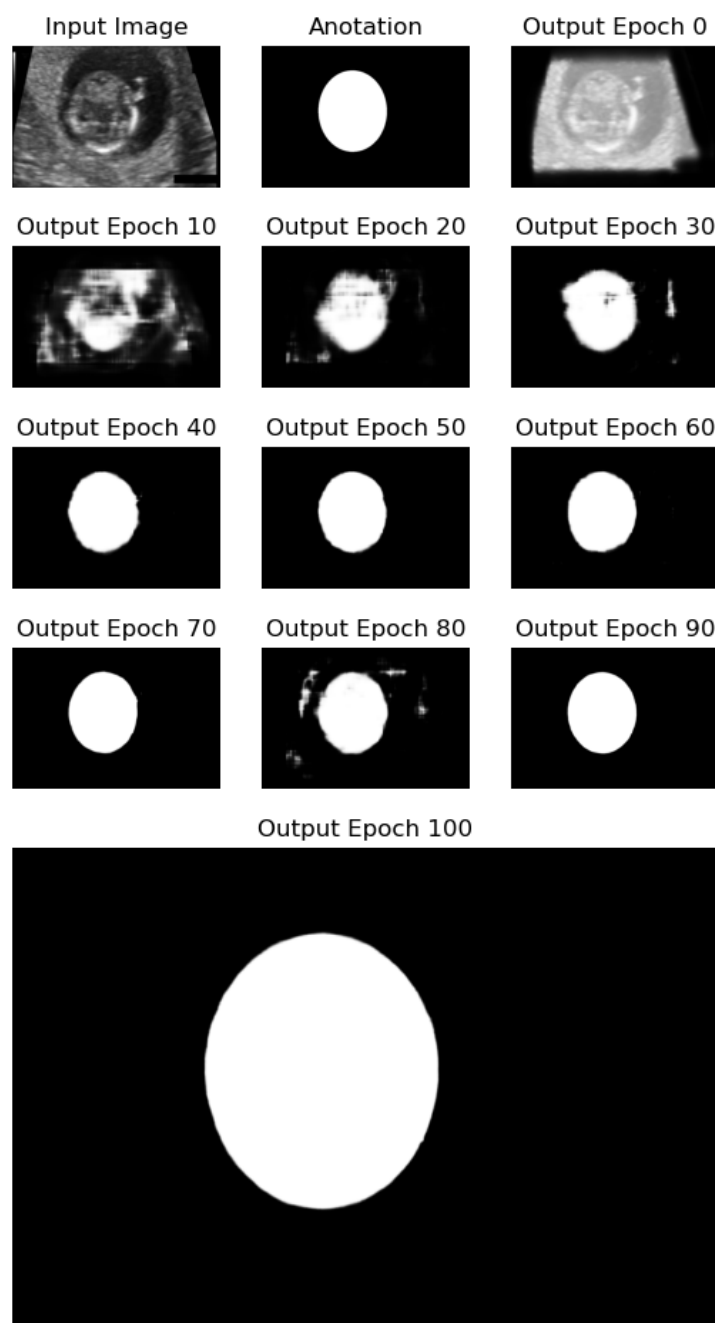 Input Image
Anotation
Output Epoch 0
Output Epoch 10
Output Epoch 20
Output Epoch 30
Output Epoch 40
Output Epoch 50
Output Epoch 60
Output Epoch 70
Output Epoch 80
Output Epoch 90
Output Epoch 100